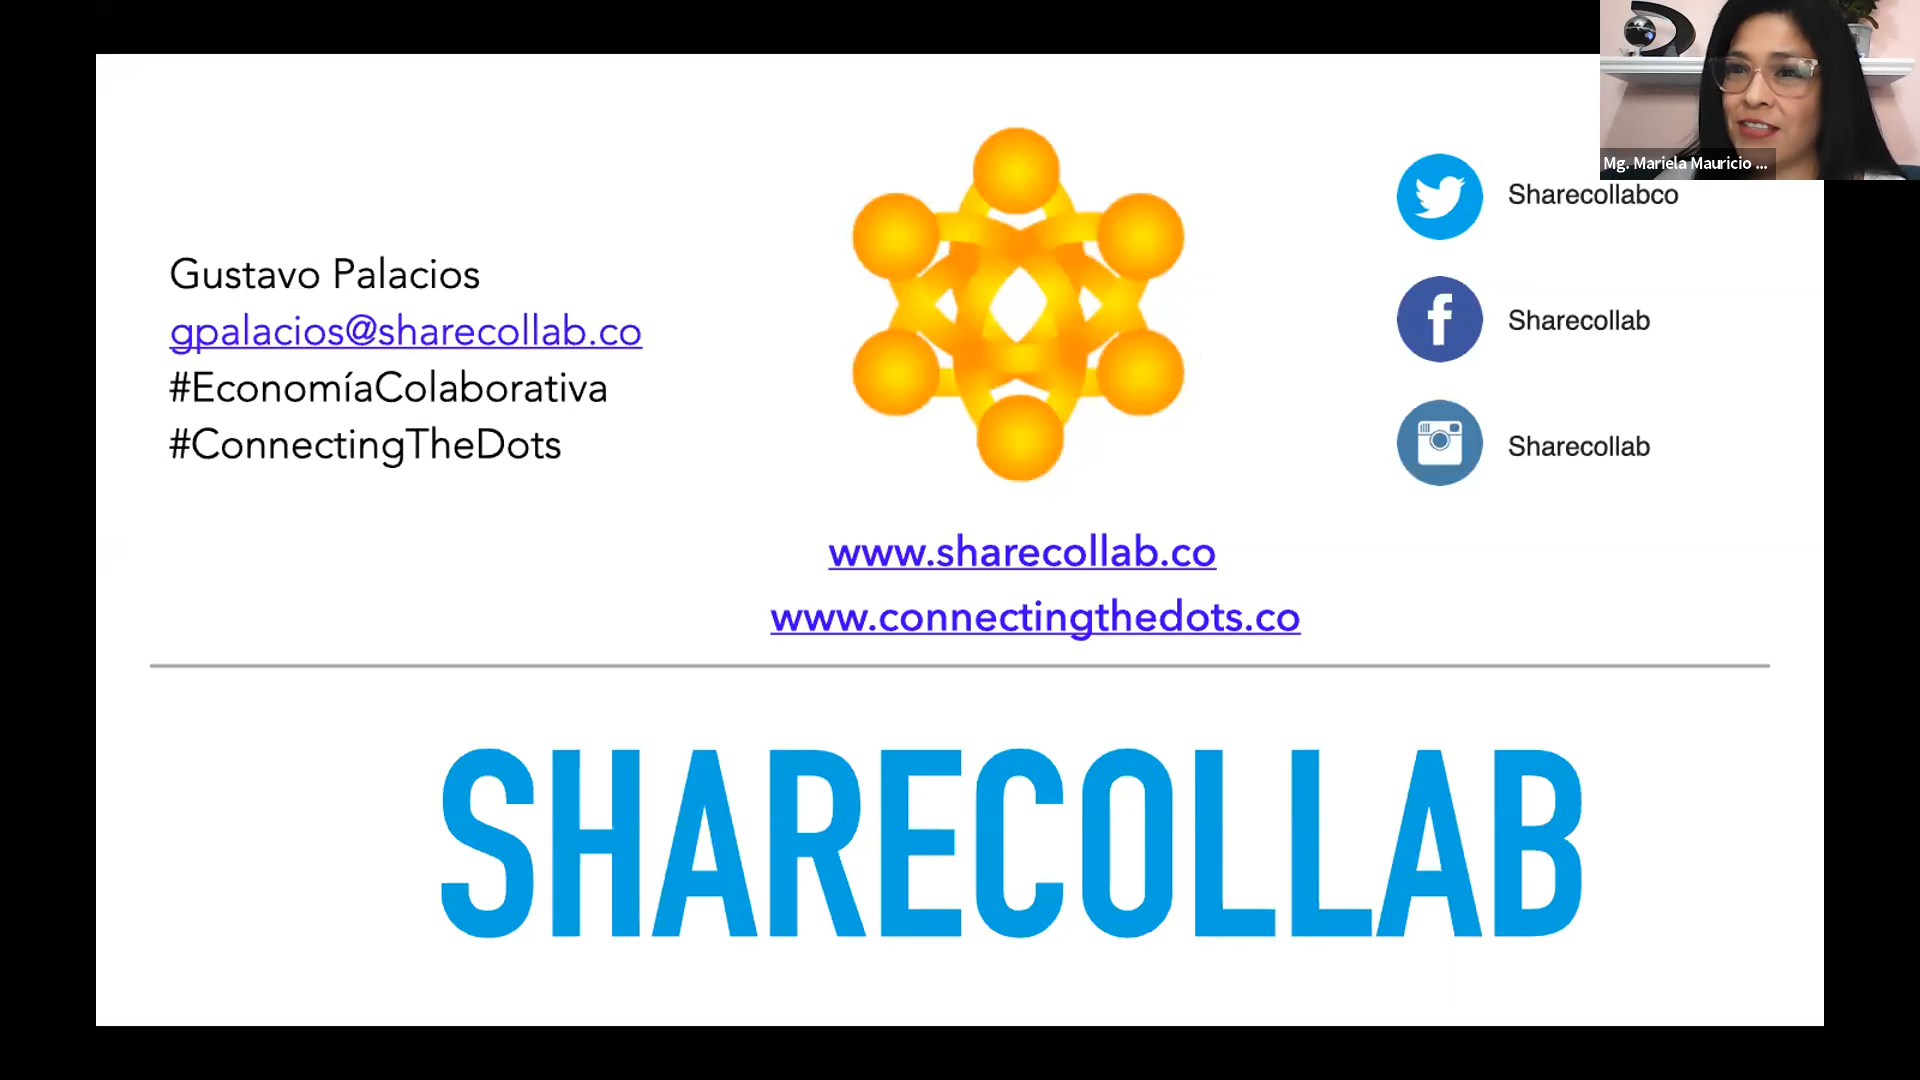 Mg. Mariela Mauricio ...
Gustavo Palacios
gpalacios@sharecollab.co
#EconomíaColaborativa
#ConnectingTheDots
Sharecollabco
Sharecollab
Sharecollab
www.sharecollab.co
www.connectingthedots.co
SHARECOLLAB